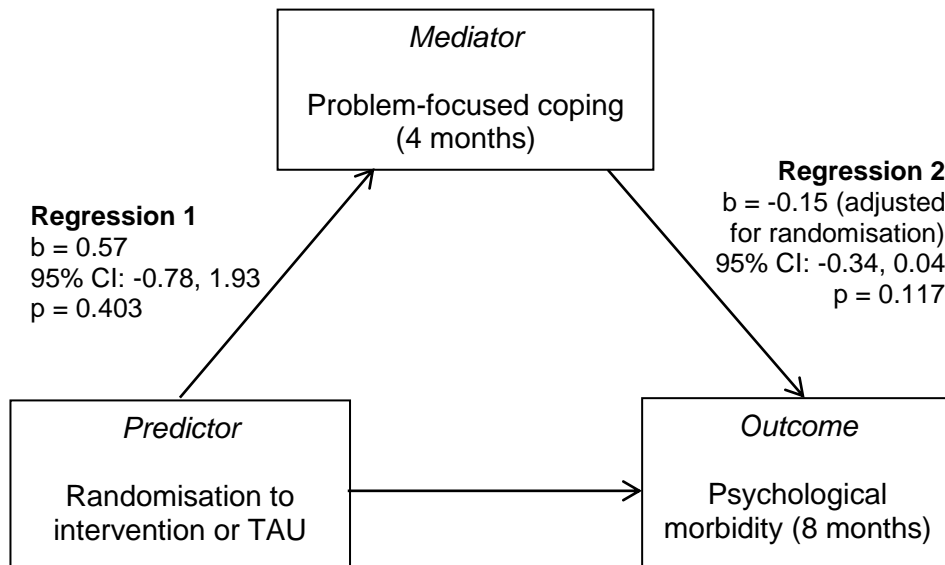 Mediator
Problem-focused coping
(4 months)
Regression 1
b = 0.57
95% CI: -0.78, 1.93
p = 0.403
Regression 2
b = -0.15 (adjusted
for randomisation)
95% CI: -0.34, 0.04
p = 0.117
Predictor
Randomisation to
intervention or TAU
Outcome
Psychological
morbidity (8 months)